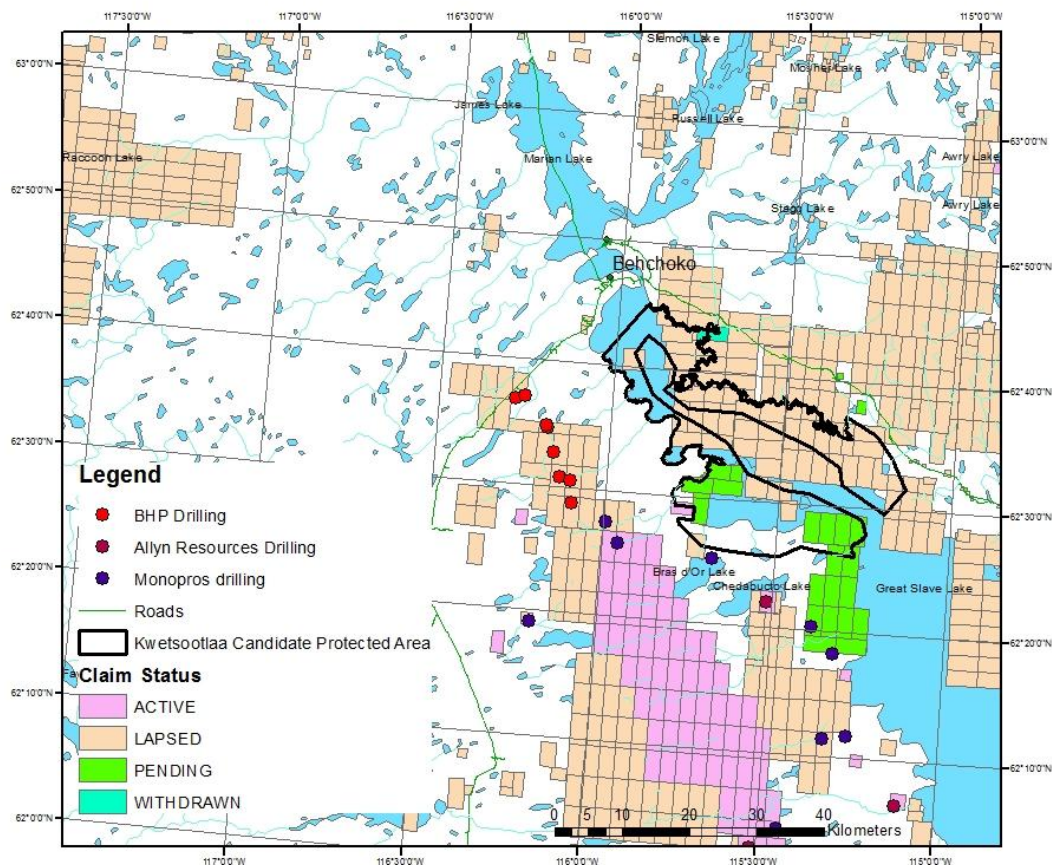 117°30'0"W
117°0'0"W
116°30'0"W
116°0'0"W
115°30'0"W
115°0'0"W
63°0'0"N
62°50'0"N
62°40'0"N
62°30'0"N
62°20'0"N
62°10'0"N
62°0'0"N
Slemon Lake
Mosher Lake
James Lake
Russell Lake
63°0'0"N
Raccoon Lake
Marian Lake
Awry Lake
Awry Lake
Stagg Lake
62°50'0"N
Behchoko
62°40'0"N
62°30'0"N
Bras d'Or Lake
Chedabucto Lake
Great Slave Lake
62°20'0"N
62°10'0"N
Legend
BHP Drilling
Allyn Resources Drilling
Monopros drilling
Roads
Kwetsootlaa Candidate Protected Area
Claim Status
ACTIVE
LAPSED
PENDING
WITHDRAWN
0 5 10 20 30 40
Kilometers
117°0'0"W
116°30'0"W
116°0'0"W
115°30'0"W
115°0'0"W